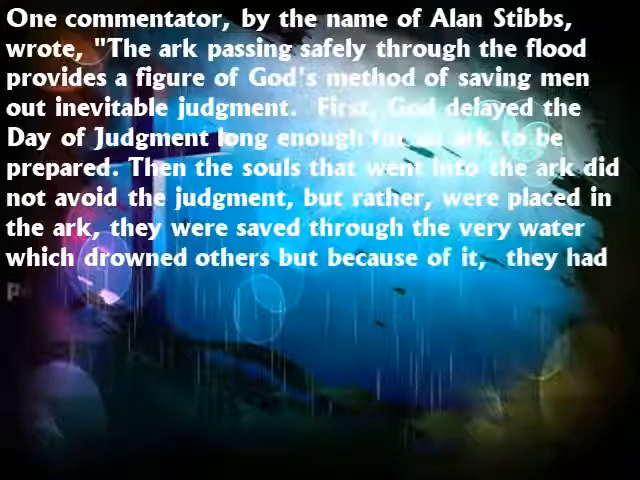 One commentator, by the name of Alan Stibbs,
wrote, "The ark passing safely through the flood
provides a figure of God's method of saving men
out inevitable judgment.  First, God delayed the
Day of Judgment long enough for an ark to be
prepared. Then the souls that went into the ark did
not avoid the judgment, but rather, were placed in
the ark, they were saved through the very water
which drowned others but because of it,  they had